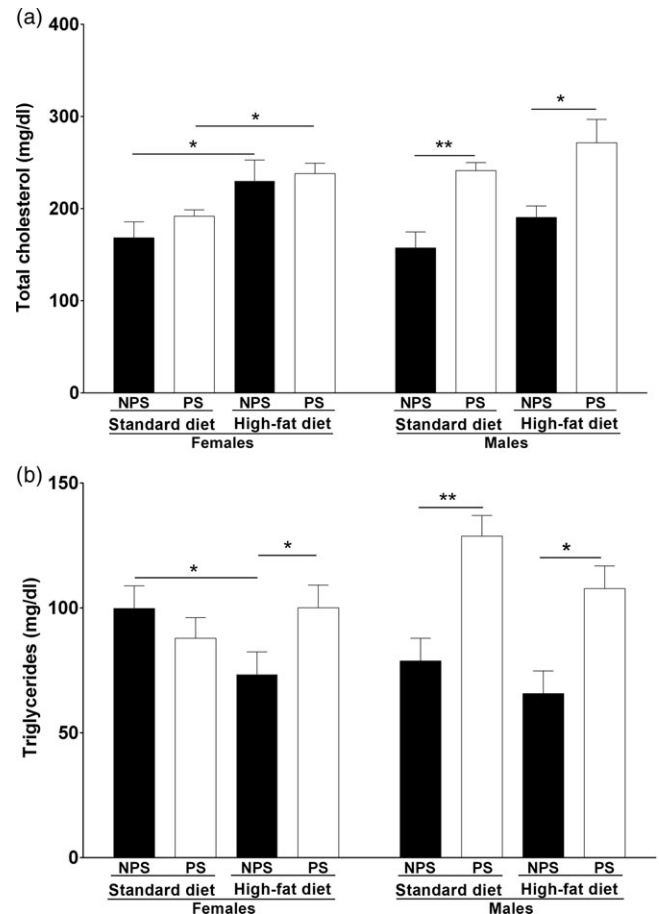 (a)
400
300
200
100
0
Total cholesterol (mg/dl)
*
*
**
*
NPS PS NPS PS NPS PS NPS PS
Standard diet High-fat diet Standard diet High-fat diet
Females Males
(b)
150
100
50
0
Triglycerides (mg/dl)
*
*
**
*
NPS PS NPS PS NPS PS NPS PS
Standard diet High-fat diet Standard diet High-fat diet
Females Males